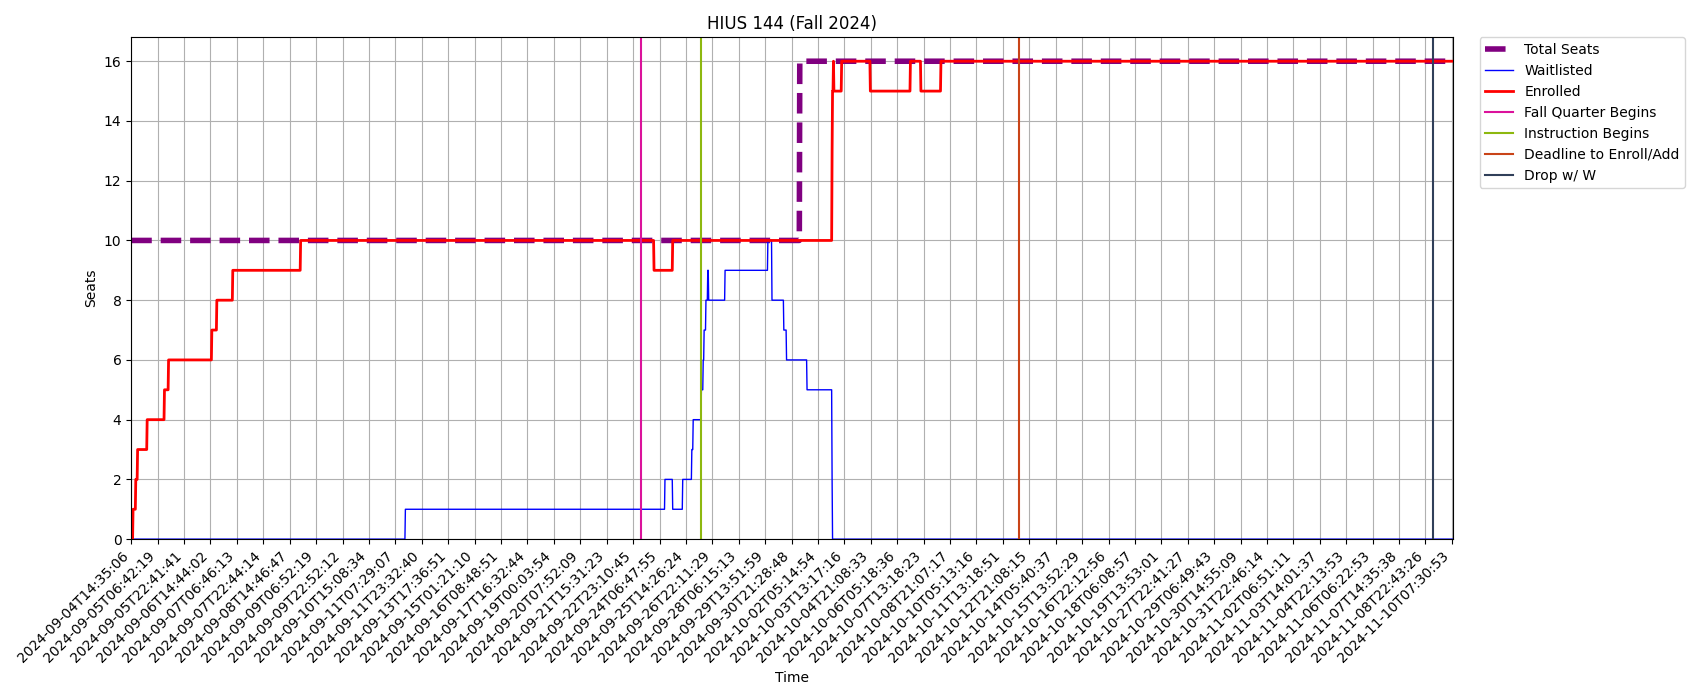 HIUS 144 (Fall 2024)
Total Seats
Waitlisted
Enrolled
Fall Quarter Begins
Instruction Begins
Deadline to Enroll/Add
Drop w/ W
Seats
16
14
12
10
8
6
4
2
0
2024-09-04T14:35:06
2024-09-05T06:42:19
2024-09-05T22:41:41
2024-09-06T14:44:02
2024-09-07T06:46:13
2024-09-07T22:44:14
2024-09-08T14:46:47
2024-09-09T06:52:19
2024-09-09T22:52:12
2024-09-10T15:08:34
2024-09-11T07:29:07
2024-09-11T23:32:40
2024-09-13T17:36:51
2024-09-15T01:21:10
2024-09-16T08:48:51
2024-09-17T16:32:44
2024-09-19T00:03:54
2024-09-20T07:52:09
2024-09-21T15:31:23
2024-09-22T23:10:45
2024-09-24T06:47:55
2024-09-25T14:26:24
2024-09-26T22:11:29
2024-09-28T06:15:13
2024-09-29T13:51:59
2024-09-30T21:28:48
2024-10-02T05:14:54
2024-10-03T13:17:16
2024-10-04T21:08:33
2024-10-06T05:18:36
2024-10-07T13:18:23
2024-10-08T21:07:17
2024-10-10T05:13:16
2024-10-11T13:18:51
2024-10-12T21:08:15
2024-10-14T05:40:37
2024-10-15T13:52:29
2024-10-16T22:12:56
2024-10-18T06:08:57
2024-10-19T13:53:01
2024-10-27T22:41:27
2024-10-29T06:49:43
2024-10-30T14:55:09
2024-10-31T22:46:14
2024-11-02T06:51:11
2024-11-03T14:01:37
2024-11-04T22:13:53
2024-11-06T06:22:53
2024-11-07T14:35:38
2024-11-08T22:43:26
2024-11-10T07:30:53
Time